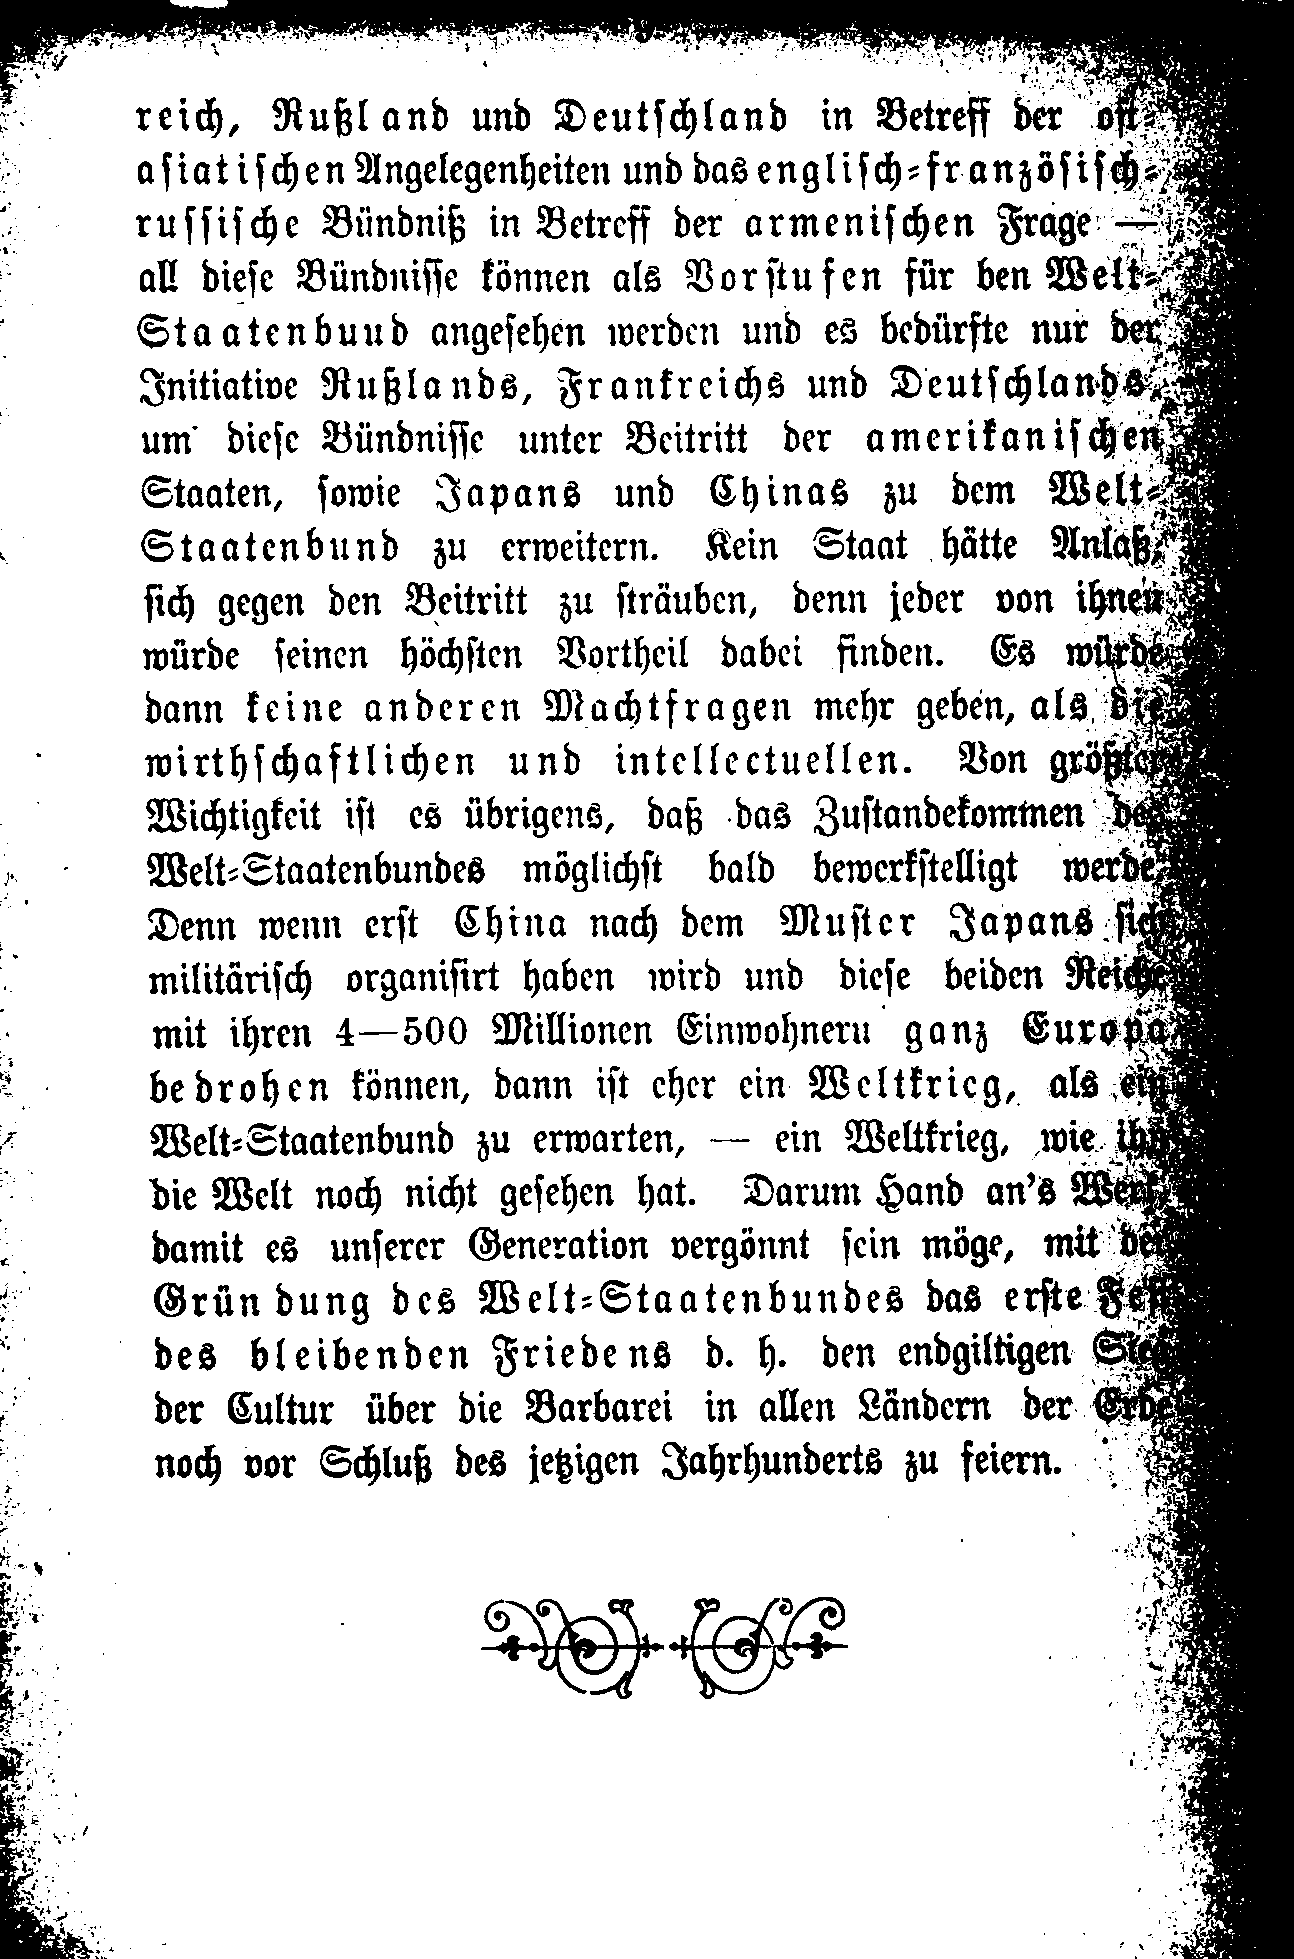 reich, Rußland und Deutschland in Betreff der ost-
asiatischen Angelegenheiten und das englisch-französisch-
russische Bündniß in Betreff der armenischen Frage —
all diese Bündnisse können als Vorstufen für ben Welt-
Staatenbuud angesehen werden und es bedürfte nur der
Initiative Rußlands, Frankreichs und Deutschlands,
um diese Bündnisse unter Beitritt der amerikanischen
Staaten, sowie Japans und Chinas zu dem Welt-
Staatenbund zu erweitern. Kein Staat hätte Anlaß,
sich gegen den Beitritt zu sträuben, denn jeder von ihnen
würde seinen höchsten Vortheil dabei finden. Es würde
dann keine anderen Machtfragen mehr geben, als die
wirthschaftlichen und intellectuellen. Von größter
Wichtigkeit ist es übrigens, daß das Zustandekommen des
Welt-Staatenbundes möglichst bald bewerkstelligt werde.
Denn wenn erst China nach dem Muster Japans sich
militärisch organisirt haben wird und diese beiden Reiche
mit ihren 4—500 Millionen Einwohneru ganz Europa
bedrohen können, dann ist eher ein Weltkrieg, als ein
Welt-Staatenbund zu erwarten, — ein Weltkrieg, wie ihn
die Welt noch nicht gesehen hat. Darum Hand an's Werk,
damit es unserer Generation vergönnt sein möge, mit der
Gründung des Welt-Staatenbundes das erste Fest
des bleibenden Friedens d. h. den endgiltigen Sieg
der Cultur über die Barbarei in allen Ländern der Erde
noch vor Schluß des jetzigen Jahrhunderts zu feiern.